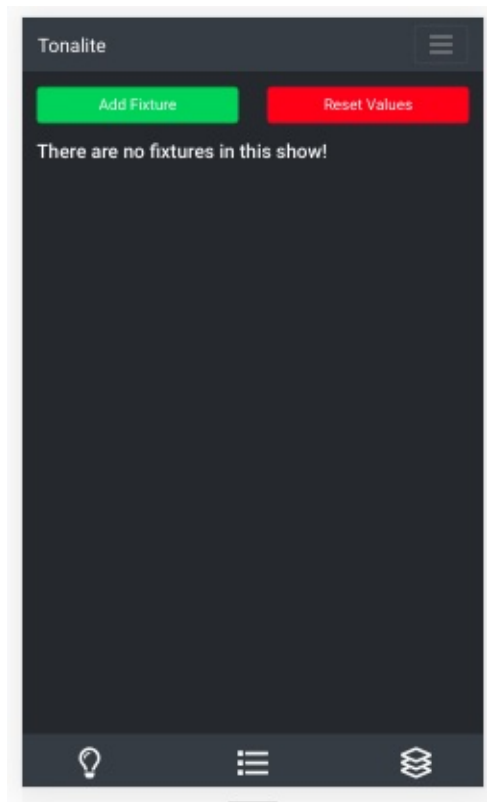 Tonalite
Add Fixture Reset Values
There are no fixtures in this show!